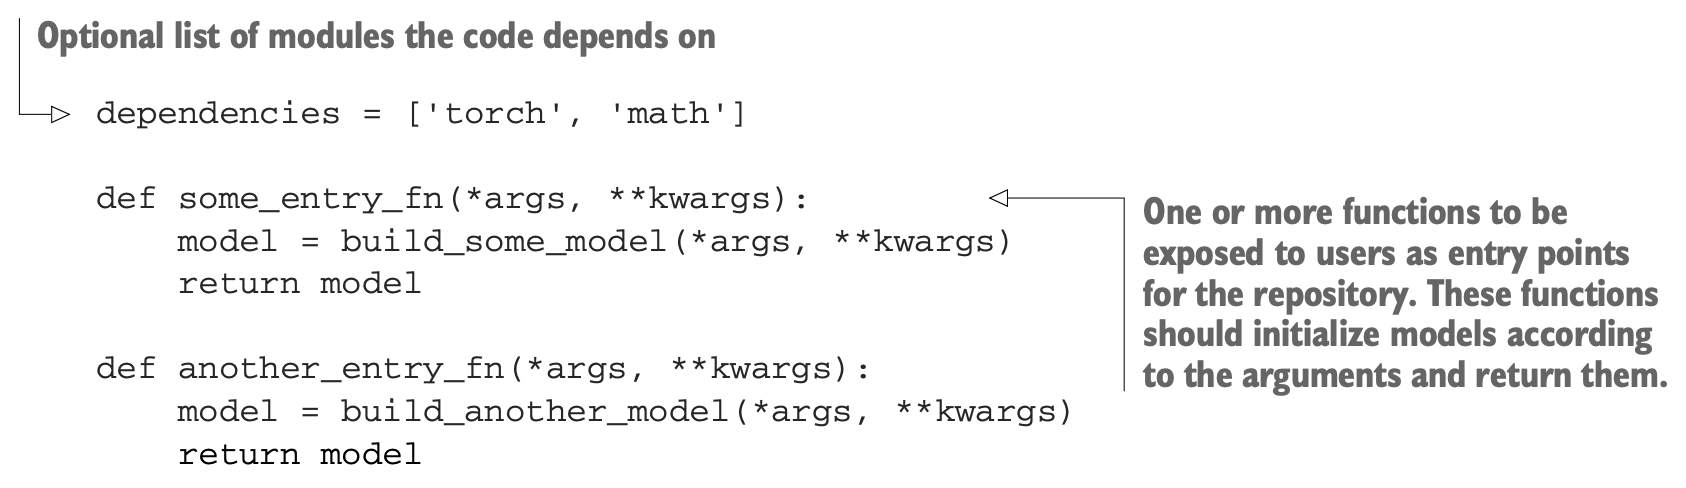 Optional list of modules the code depends on
dependencies = ['torch', 'math']
def some_entry_fn(*args, **kwargs):
    model = build_some_model(*args, **kwargs)
    return model
def another_entry_fn(*args, **kwargs):
    model = build_another_model(*args, **kwargs)
    return model
One or more functions to be
exposed to users as entry points
for the repository. These functions
should initialize models according
to the arguments and return them.